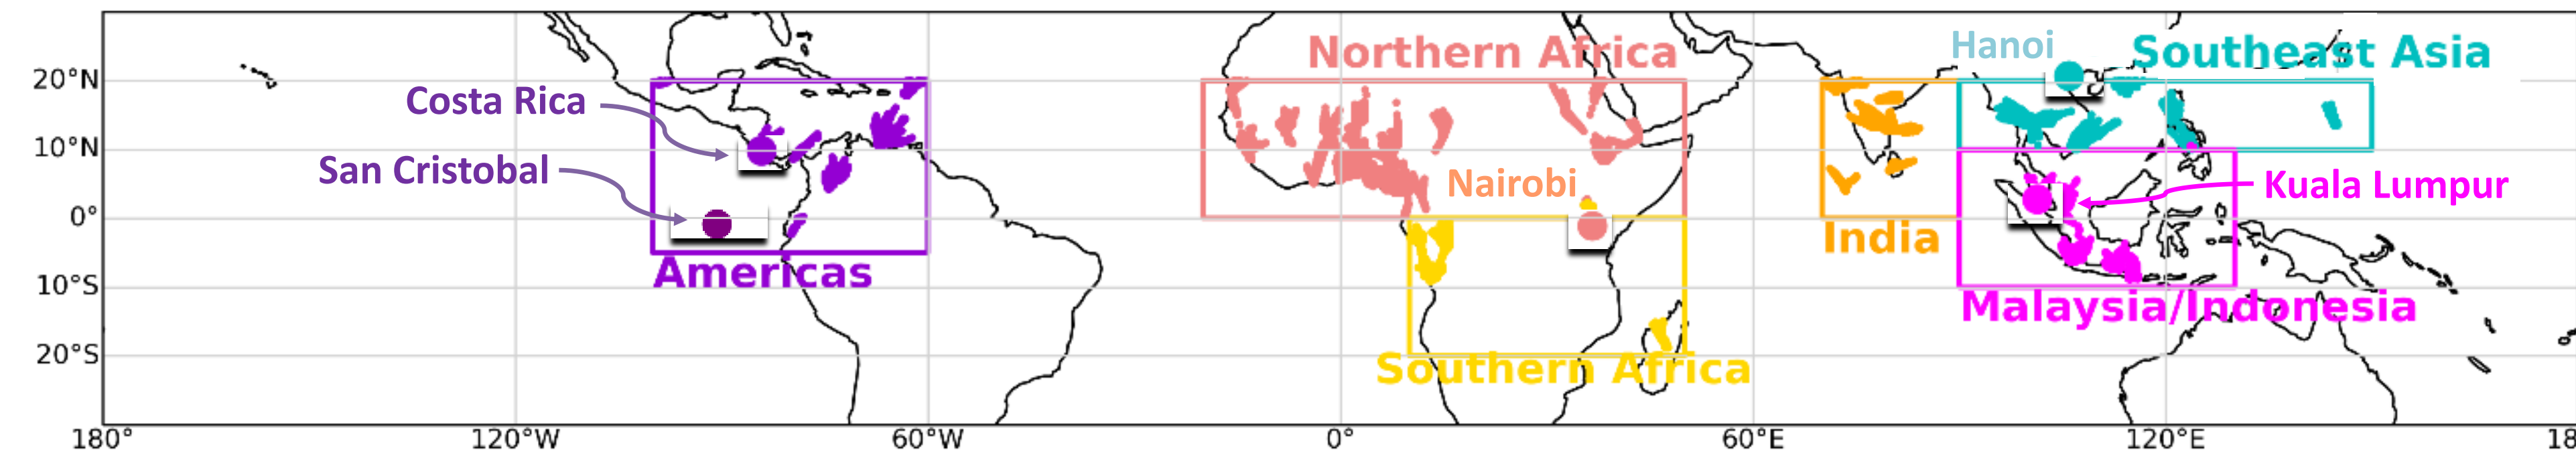 Northern Africa
Hanoi
Southeast Asia
20°N
Costa Rica
10°N
San Cristobal
Nairobi
Kuala Lumpur
0°
India
Americas
10°S
Malaysia/Indonesia
20°S
Southern Africa
180°
120°W
60°W
0°
60°E
120°E
18